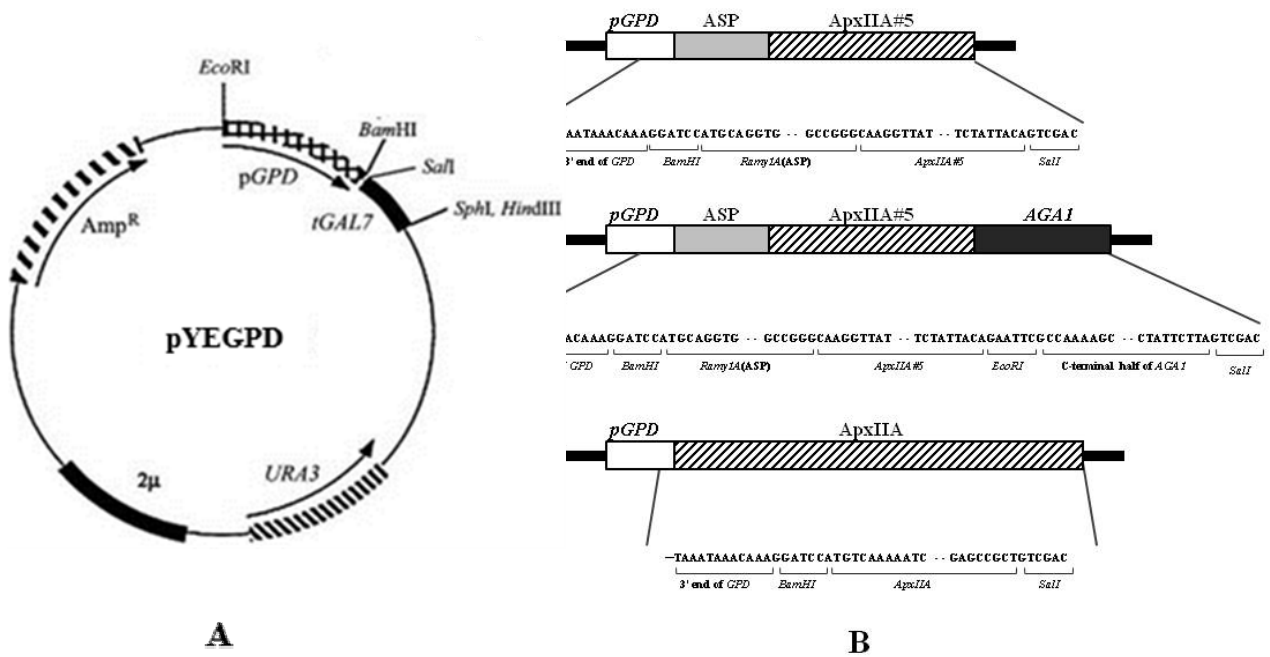 EcoRI
BamHI
SalI
pGPD
tGAL7
SphI, HindIII
AmpR
pYEGPD
URA3
2μ
A
pGPD ASP ApxIIA#5
AATAAACAAAGGATCCATGCAGGTG ·· GCCGGGCAAGGTTAT ·· TCTATTACAGTCGAC
3' end of GPD BamHI Ramy1A(ASP) ApxIIA#5 SalI
pGPD ASP ApxIIA#5 AGA1
ACAAAGGATCCATGCAGGTG ·· GCCGGGCAAGGTTAT ·· TCTATTACAGAATTCGCCAAAAGC ·· CTATTCTTAGTCGAC
GPD BamHI Ramy1A(ASP) ApxIIA#5 EcoRI C-terminal half of AGA1 SalI
pGPD ApxIIA
–TAAATAAACAAAGGATCCATGTCAAAAATC ·· GAGCCGCTGTCGAC
3' end of GPD BamHI ApxIIA SalI
B